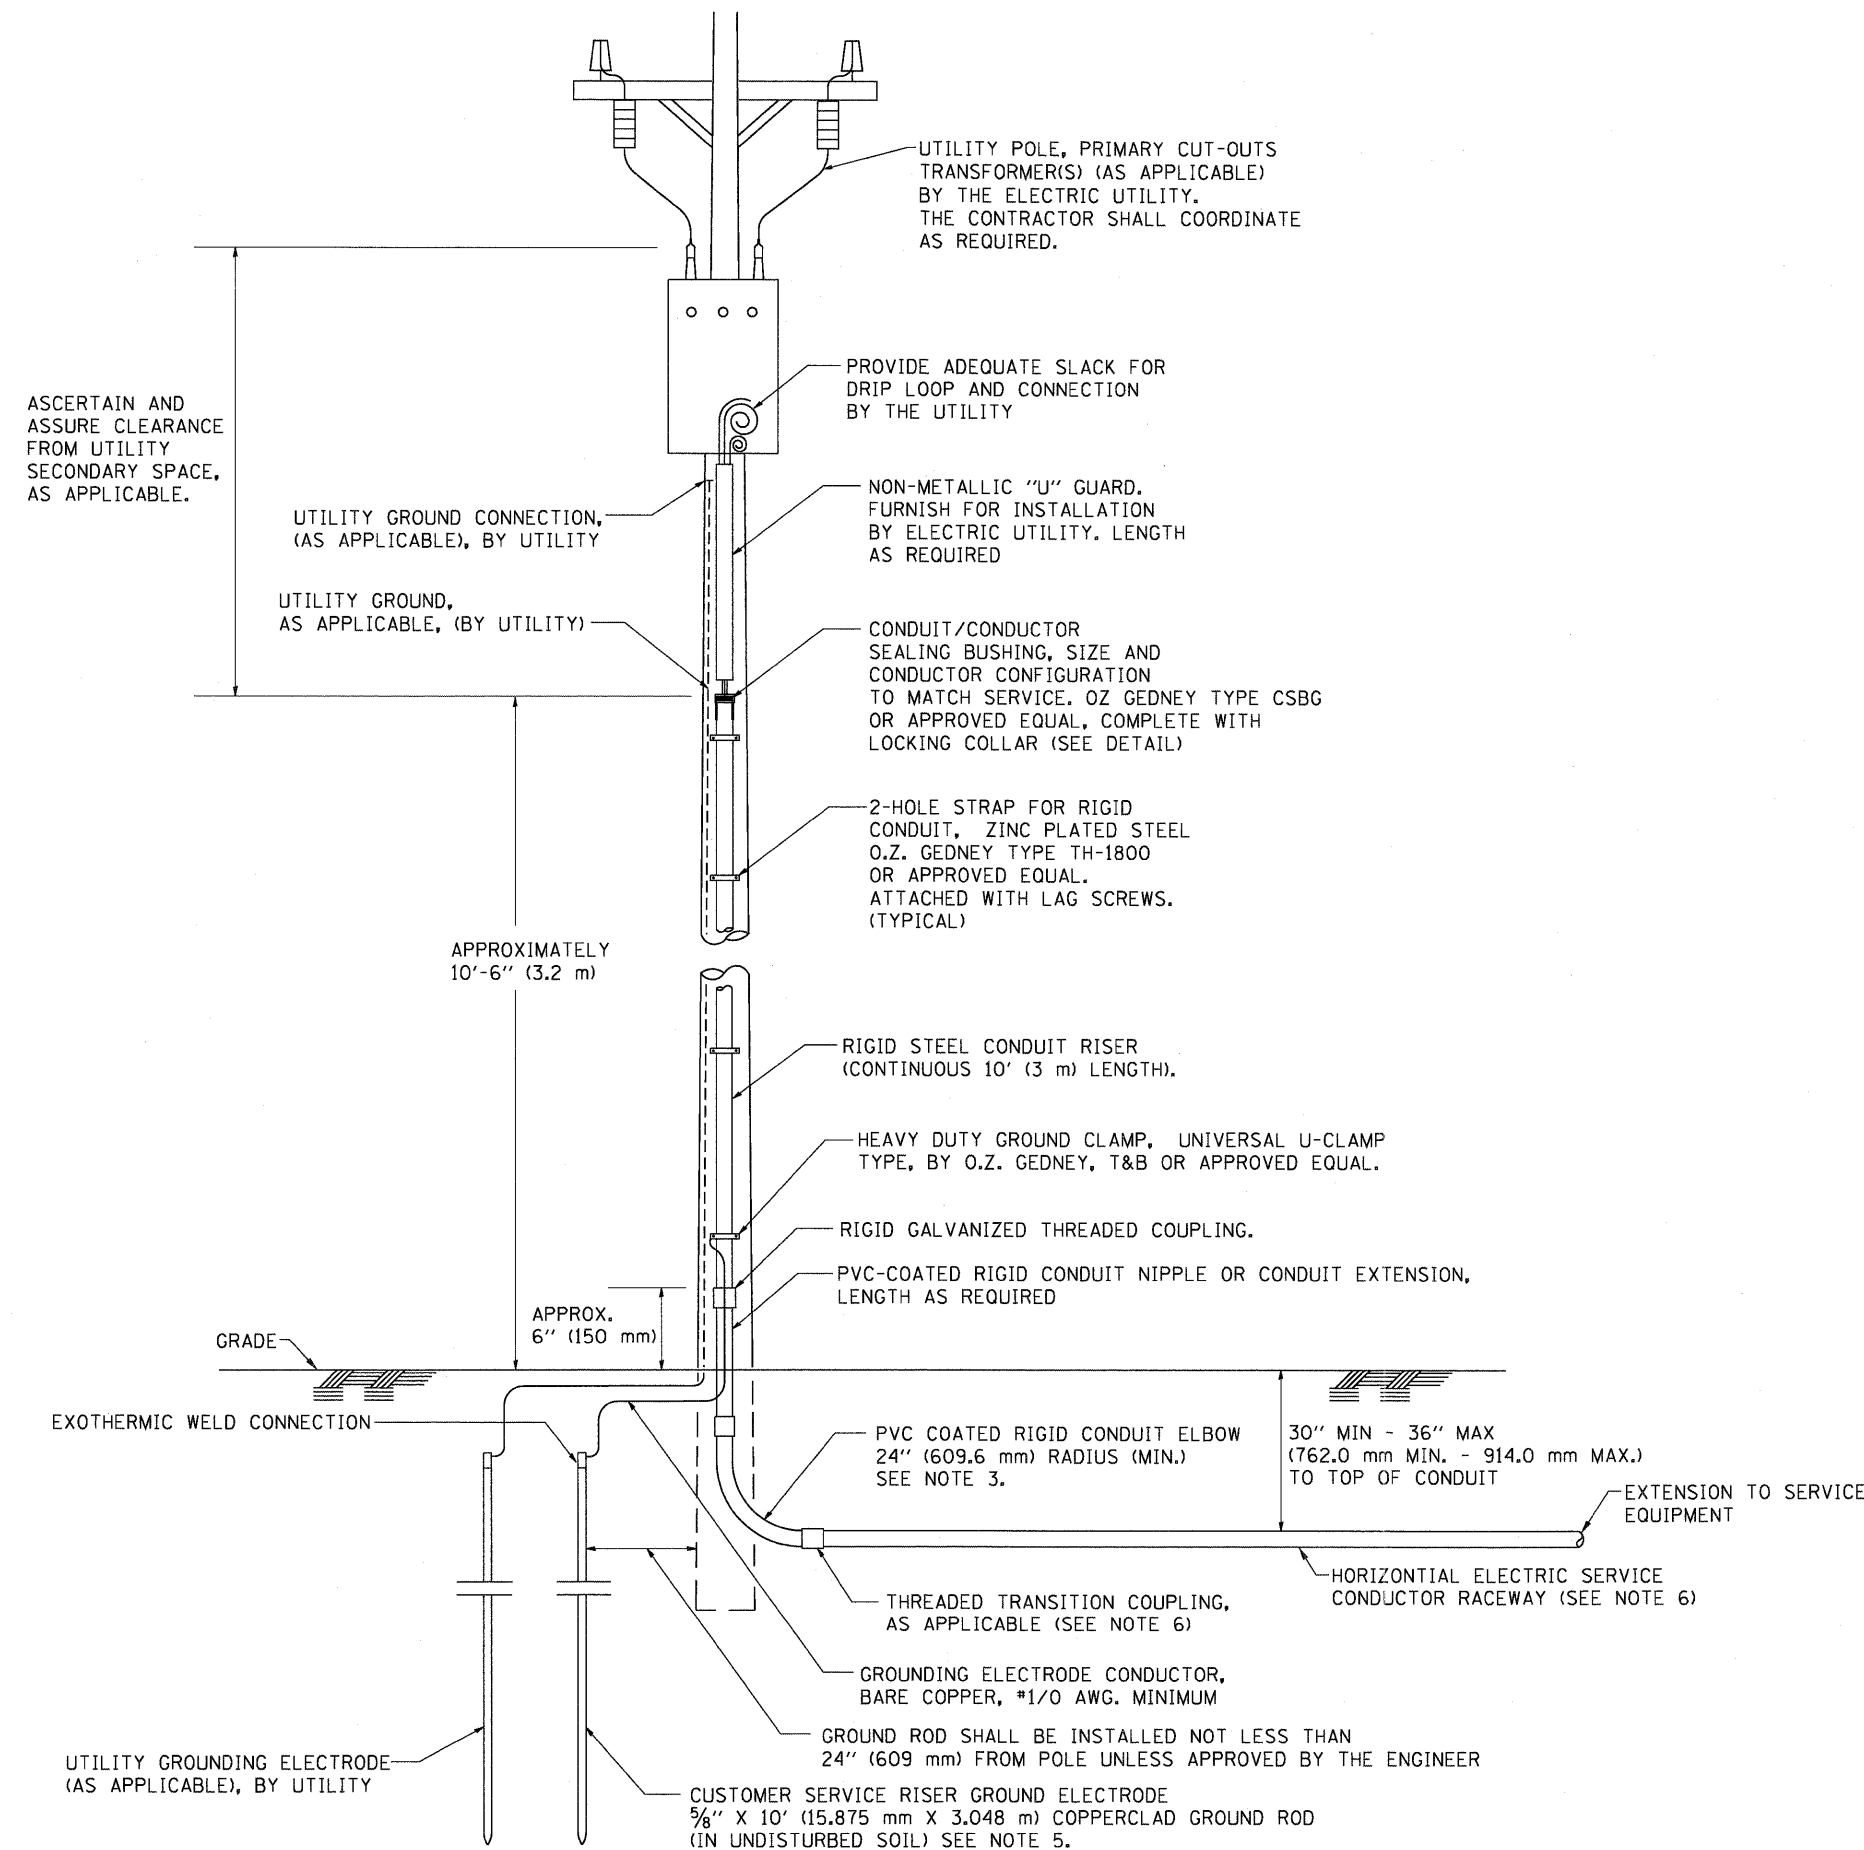 UTILITY POLE, PRIMARY CUT-OUTS
TRANSFORMER(S) (AS APPLICABLE)
BY THE ELECTRIC UTILITY.
THE CONTRACTOR SHALL COORDINATE
AS REQUIRED.
PROVIDE ADEQUATE SLACK FOR
DRIP LOOP AND CONNECTION
BY THE UTILITY
ASCERTAIN AND
ASSURE CLEARANCE
FROM UTILITY
SECONDARY SPACE,
AS APPLICABLE.
NON-METALLIC "U" GUARD.
FURNISH FOR INSTALLATION
BY ELECTRIC UTILITY. LENGTH
AS REQUIRED
UTILITY GROUND CONNECTION,
(AS APPLICABLE), BY UTILITY
UTILITY GROUND,
AS APPLICABLE, (BY UTILITY)
CONDUIT/CONDUCTOR
SEALING BUSHING, SIZE AND
CONDUCTOR CONFIGURATION
TO MATCH SERVICE. OZ GEDNEY TYPE CSBG
OR APPROVED EQUAL, COMPLETE WITH
LOCKING COLLAR (SEE DETAIL)
2-HOLE STRAP FOR RIGID
CONDUIT, ZINC PLATED STEEL
O.Z. GEDNEY TYPE TH-1800
OR APPROVED EQUAL.
ATTACHED WITH LAG SCREWS.
(TYPICAL)
APPROXIMATELY
10'-6" (3.2 m)
RIGID STEEL CONDUIT RISER
(CONTINUOUS 10' (3 m) LENGTH).
HEAVY DUTY GROUND CLAMP, UNIVERSAL U-CLAMP
TYPE, BY O.Z. GEDNEY, T&B OR APPROVED EQUAL.
RIGID GALVANIZED THREADED COUPLING.
PVC-COATED RIGID CONDUIT NIPPLE OR CONDUIT EXTENSION,
LENGTH AS REQUIRED
APPROX.
6" (150 mm)
GRADE
EXOTHERMIC WELD CONNECTION
PVC COATED RIGID CONDUIT ELBOW
24" (609.6 mm) RADIUS (MIN.)
SEE NOTE 3.
30" MIN - 36" MAX
(762.0 mm MIN. - 914.0 mm MAX.)
TO TOP OF CONDUIT
EXTENSION TO SERVICE
EQUIPMENT
HORIZONTIAL ELECTRIC SERVICE
CONDUCTOR RACEWAY (SEE NOTE 6)
THREADED TRANSITION COUPLING,
AS APPLICABLE (SEE NOTE 6)
GROUNDING ELECTRODE CONDUCTOR,
BARE COPPER, #1/0 AWG. MINIMUM
GROUND ROD SHALL BE INSTALLED NOT LESS THAN
24" (609 mm) FROM POLE UNLESS APPROVED BY THE ENGINEER
UTILITY GROUNDING ELECTRODE
(AS APPLICABLE), BY UTILITY
CUSTOMER SERVICE RISER GROUND ELECTRODE
5/8" X 10' (15.875 mm X 3.048 m) COPPERCLAD GROUND ROD
(IN UNDISTURBED SOIL) SEE NOTE 5.